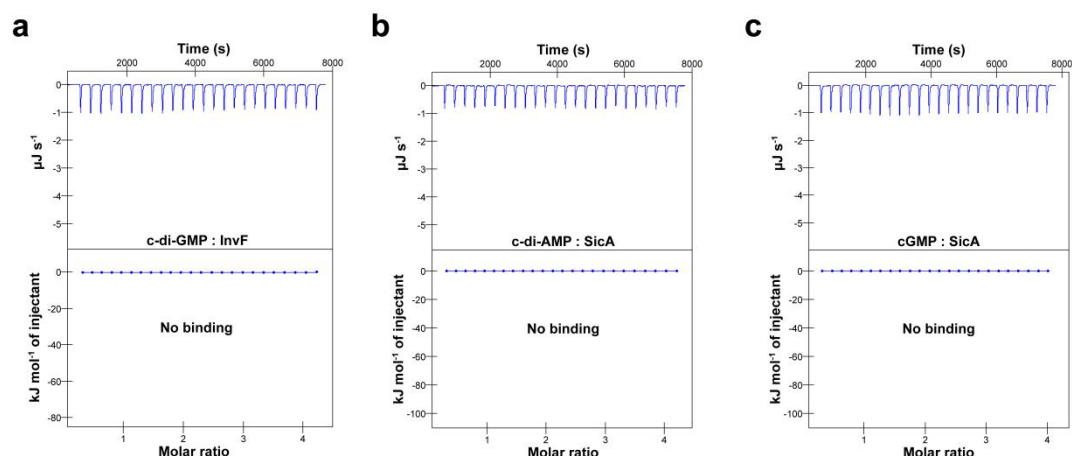 a
Time (s)
2000 4000 6000 8000
0
-1
-2
-3
-4
-5
µJ s⁻¹
c-di-GMP : InvF
0
-20
-40
-60
-80
kJ mol⁻¹ of injectant
No binding
1 2 3 4
Molar ratio
b
Time (s)
2000 4000 6000 8000
0
-1
-2
-3
-4
-5
µJ s⁻¹
c-di-AMP : SicA
0
-20
-40
-60
-80
-100
kJ mol⁻¹ of injectant
No binding
1 2 3 4
Molar ratio
c
Time (s)
2000 4000 6000 8000
0
-1
-2
-3
-4
-5
µJ s⁻¹
cGMP : SicA
0
-20
-40
-60
-80
-100
kJ mol⁻¹ of injectant
No binding
1 2 3 4
Molar ratio